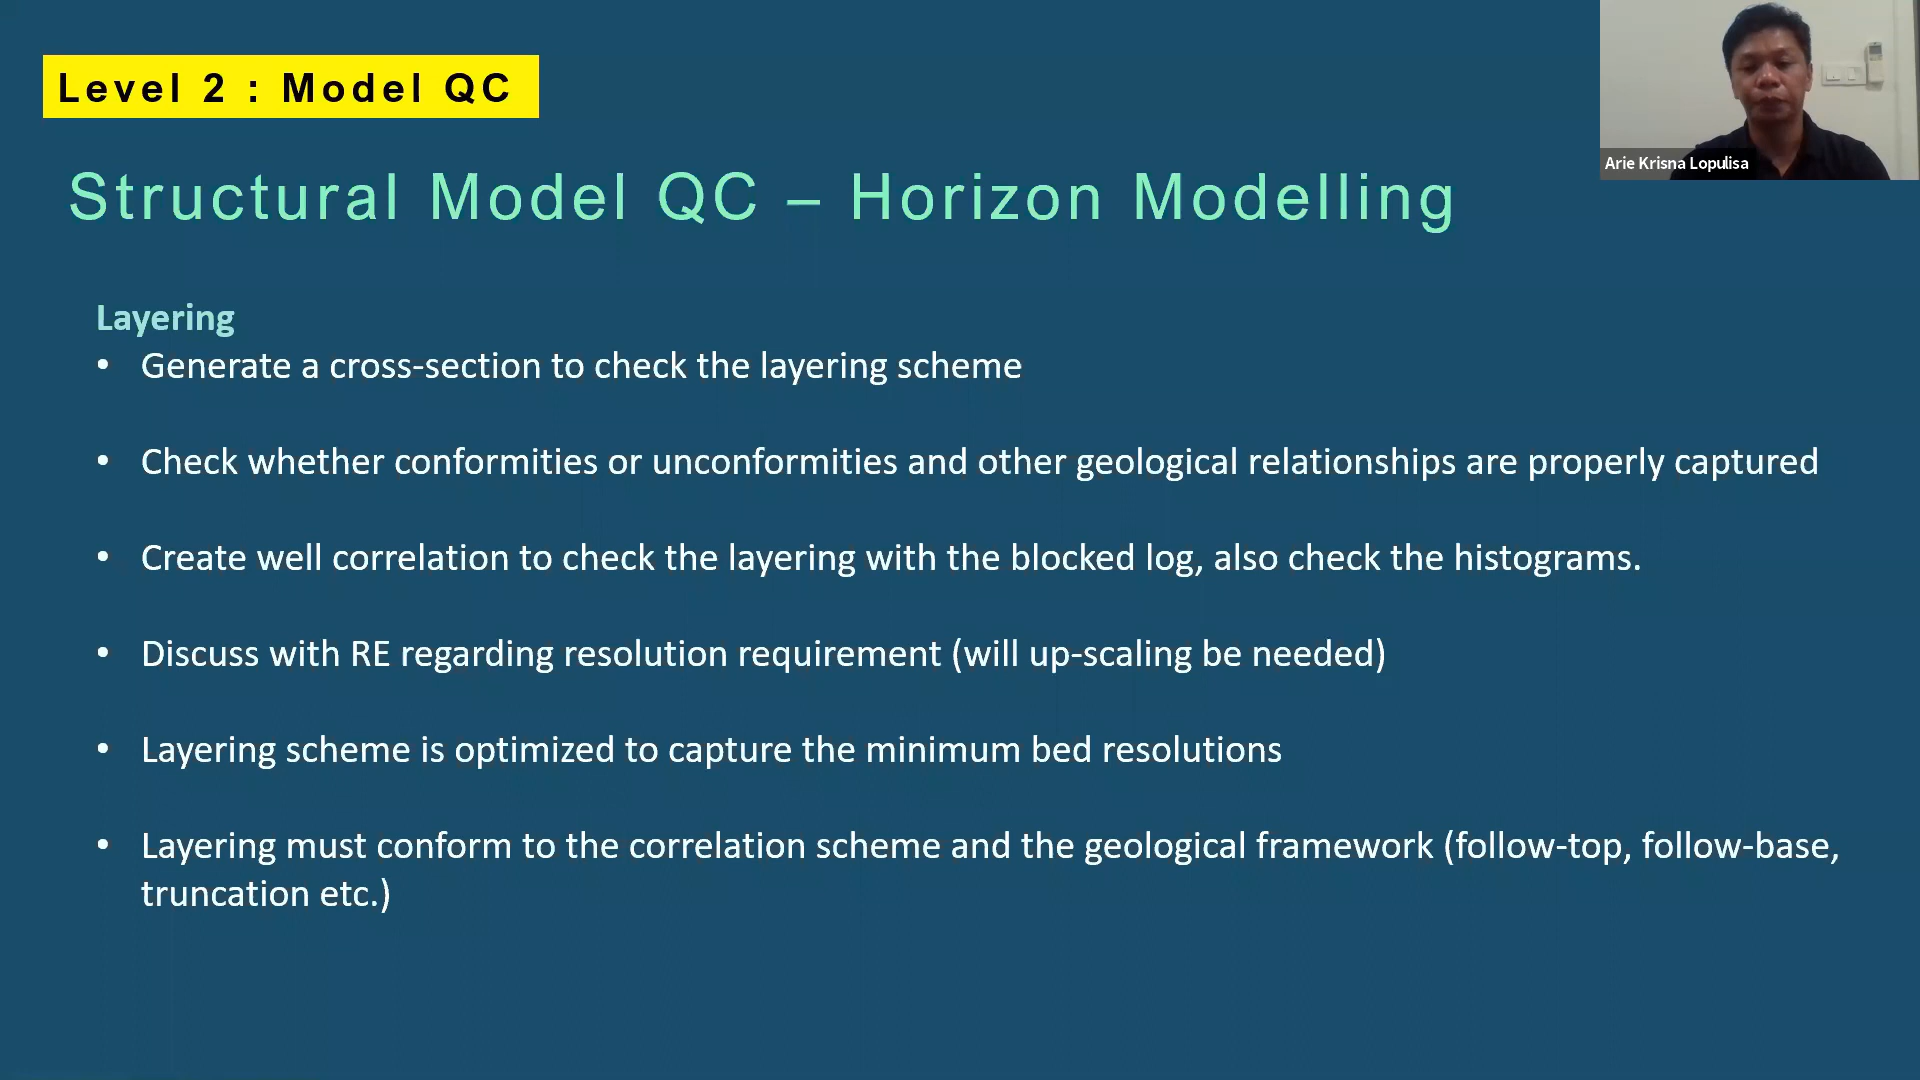 Level 2 : Model QC
Arie Krisna Lopulisa
Structural Model QC – Horizon Modelling
Layering
• Generate a cross-section to check the layering scheme
• Check whether conformities or unconformities and other geological relationships are properly captured
• Create well correlation to check the layering with the blocked log, also check the histograms.
• Discuss with RE regarding resolution requirement (will up-scaling be needed)
• Layering scheme is optimized to capture the minimum bed resolutions
• Layering must conform to the correlation scheme and the geological framework (follow-top, follow-base,
truncation etc.)